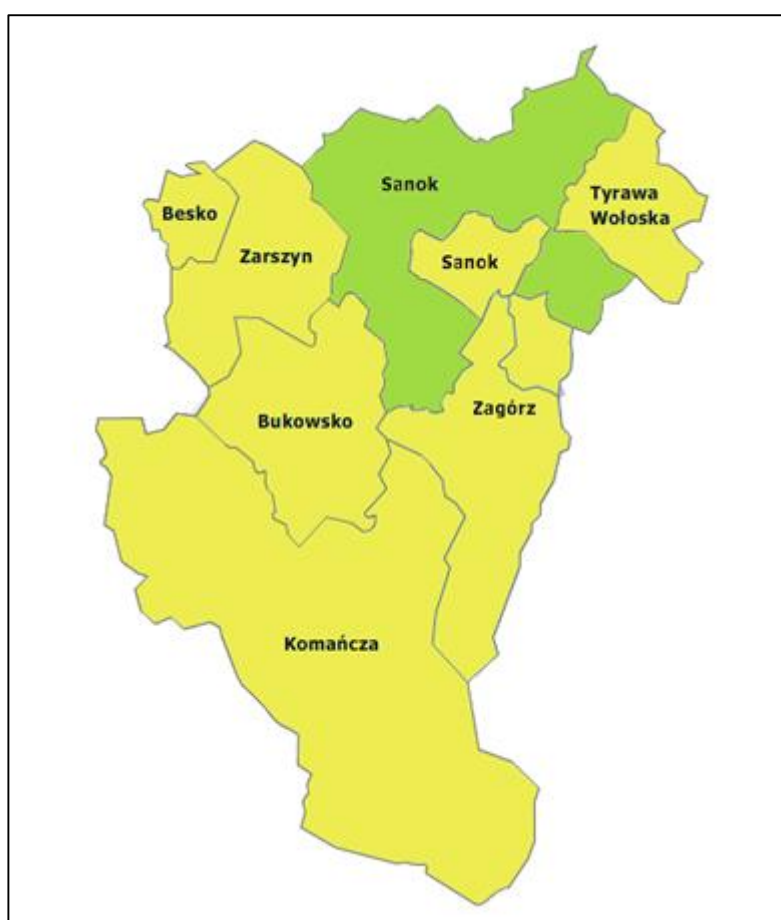 Sanok
Besko
Tyrawa
Wołoska
Zarszyn
Sanok
Bukowsko
Zagórz
Komańcza